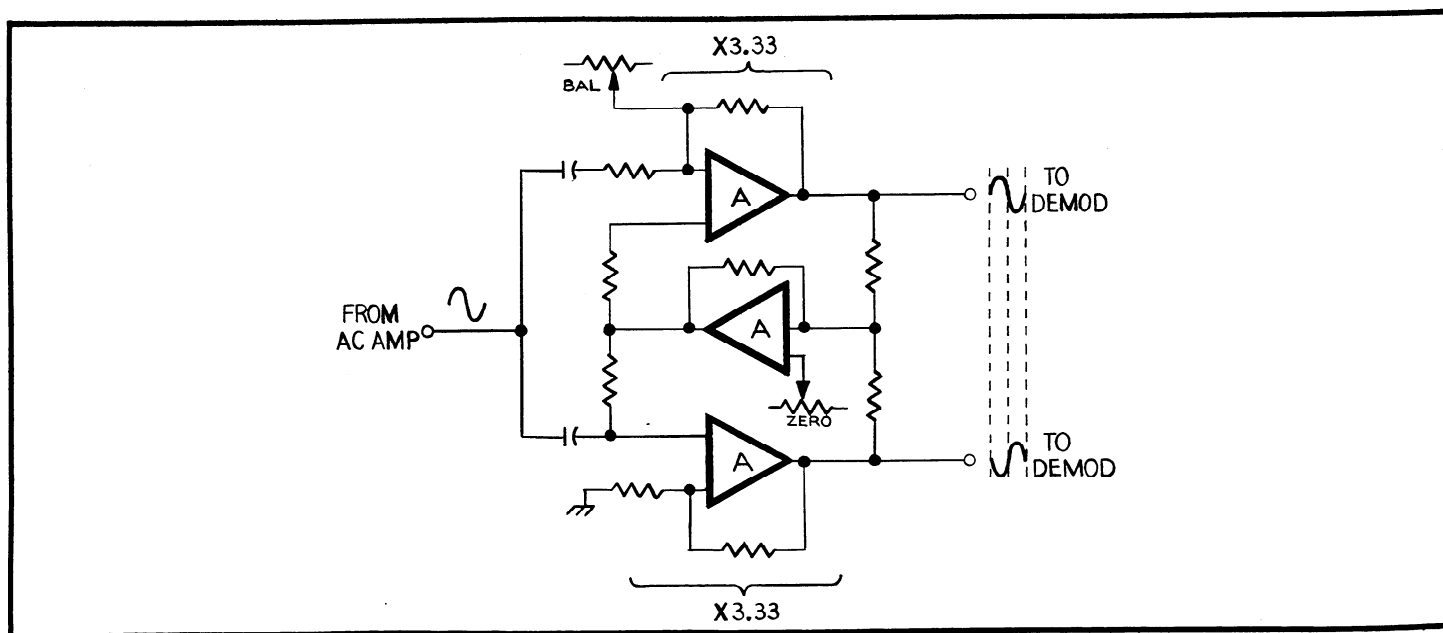 X3.33
BAL
A
TO
DEMOD
FROM
AC AMP
A
ZERO
A
TO
DEMOD
X3.33